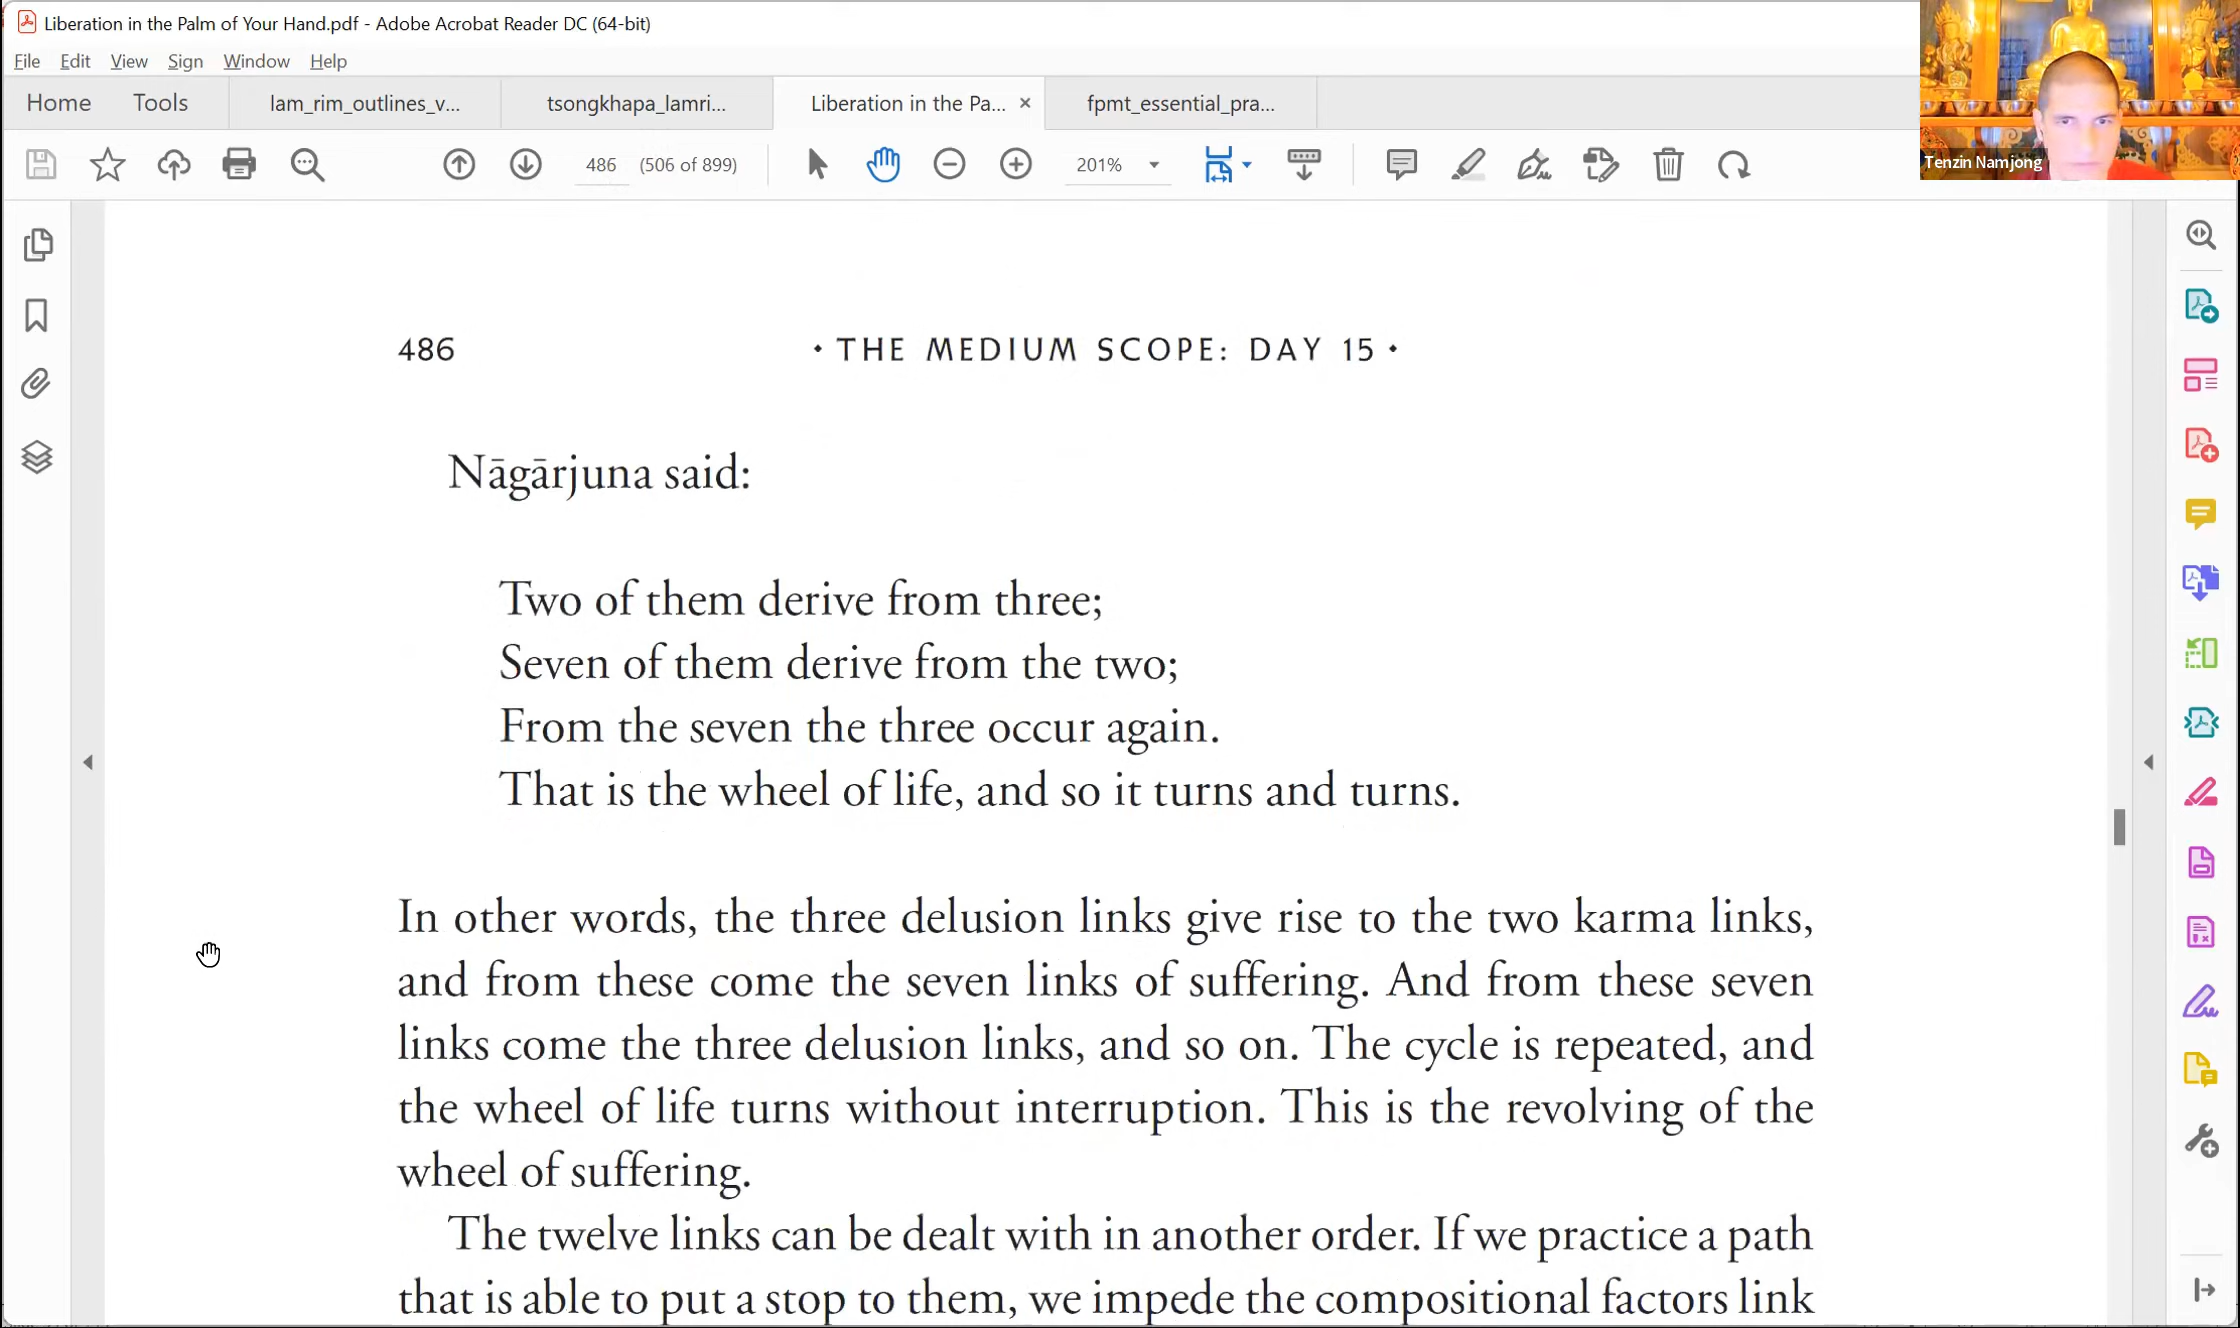 Liberation in the Palm of Your Hand.pdf - Adobe Acrobat Reader DC (64-bit)
File Edit View Sign Window Help
Home Tools lam_rim_outlines_v... tsongkhapa_lamri... Liberation in the Pa... × fpmt_essential_pra...
486 (506 of 899) 201%
Tenzin Namjong
486 • THE MEDIUM SCOPE: DAY 15 •
Nāgārjuna said:
Two of them derive from three;
Seven of them derive from the two;
From the seven the three occur again.
That is the wheel of life, and so it turns and turns.
In other words, the three delusion links give rise to the two karma links,
and from these come the seven links of suffering. And from these seven
links come the three delusion links, and so on. The cycle is repeated, and
the wheel of life turns without interruption. This is the revolving of the
wheel of suffering.
The twelve links can be dealt with in another order. If we practice a path
that is able to put a stop to them, we impede the compositional factors link